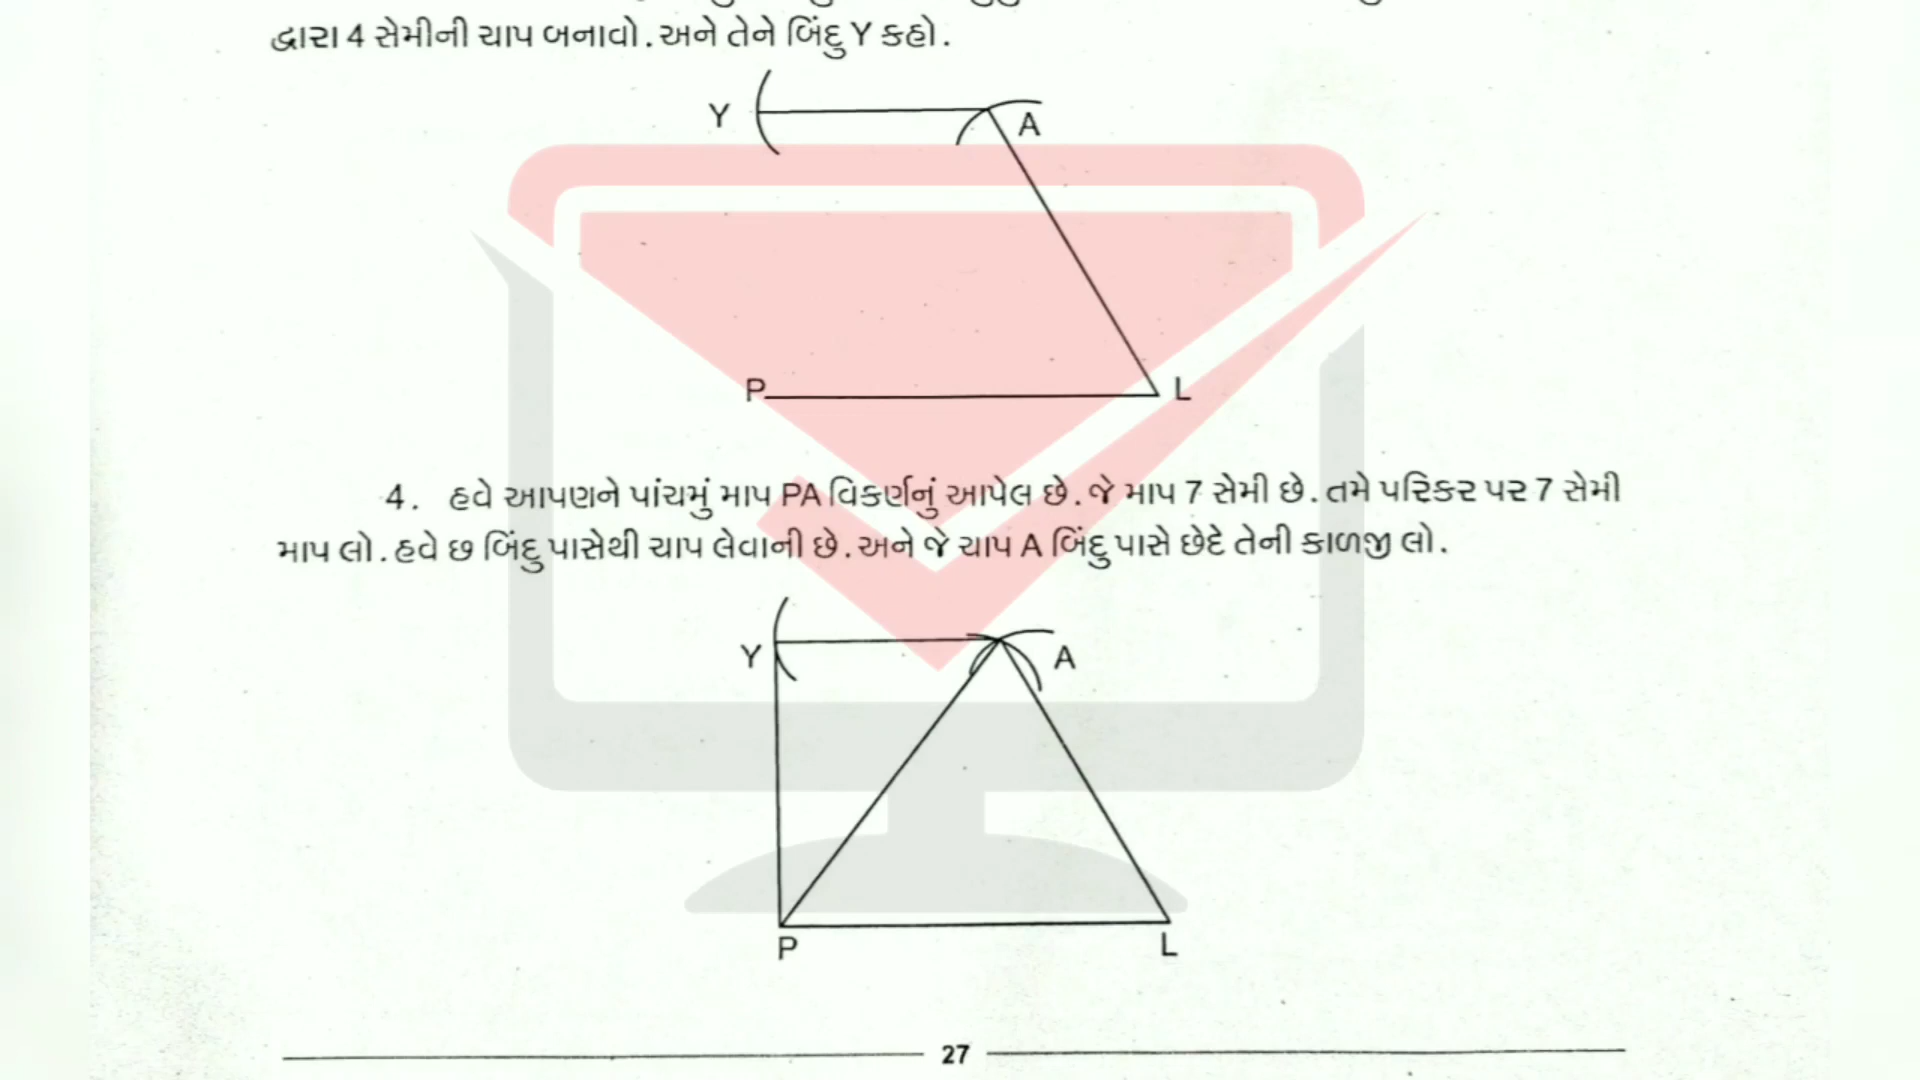 દ્વારા 4 સેમીની ચાપ બનાવો. અને તેને બિંદુ Y કહો.
Y
A
P
L
4. હવે આપણને પાંચમું માપ PA વિકર્ણનું આપેલ છે. જે માપ 7 સેમી છે. તમે પરિકર પર 7 સેમી
માપ લો. હવે છ બિંદુ પાસેથી ચાપ લેવાની છે. અને જે ચાપ A બિંદુ પાસે છેદે તેની કાળજી લો.
Y
A
P
L
27